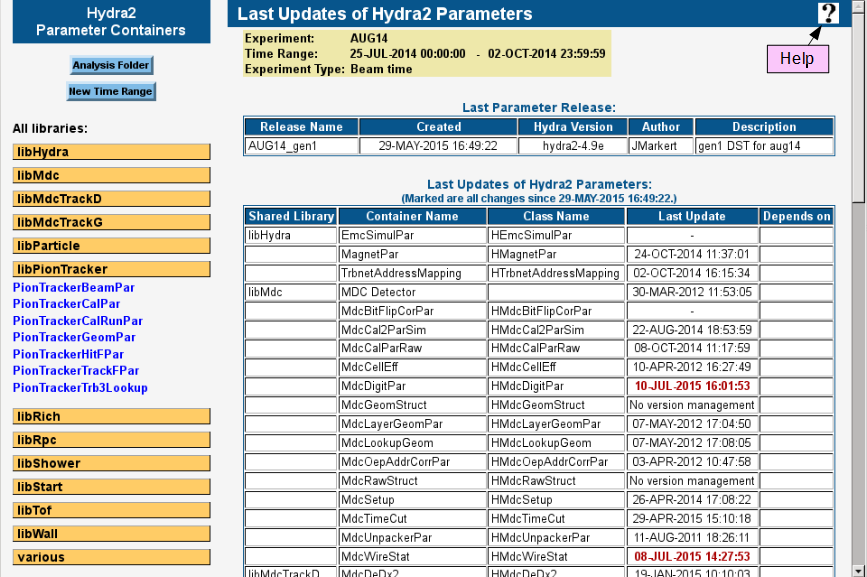 Hydra2
Parameter Containers
Analysis Folder
New Time Range
All libraries:
libHydra
libMdc
libMdcTrackD
libMdcTrackG
libParticle
libPionTracker
PionTrackerBeamPar
PionTrackerCalPar
PionTrackerCalRunPar
PionTrackerGeomPar
PionTrackerHitFPar
PionTrackerTrackFPar
PionTrackerTrb3Lookup
libRich
libRpc
libShower
libStart
libTof
libWall
various
Last Updates of Hydra2 Parameters
?
Help
Experiment: AUG14
Time Range: 25-JUL-2014 00:00:00 - 02-OCT-2014 23:59:59
Experiment Type: Beam time
Last Parameter Release:
Release Name Created Hydra Version Author Description
AUG14_gen1 29-MAY-2015 16:49:22 hydra2-4.9e JMarkert gen1 DST for aug14
Last Updates of Hydra2 Parameters:
(Marked are all changes since 29-MAY-2015 16:49:22.)
Shared Library Container Name Class Name Last Update Depends on
libHydra EmcSimulPar HEmcSimulPar -
MagnetPar HMagnetPar 24-OCT-2014 11:37:01
TrbnetAddressMapping HTrbnetAddressMapping 02-OCT-2014 16:15:34
libMdc MDC Detector 30-MAR-2012 11:53:05
MdcBitFlipCorPar HMdcBitFlipCorPar -
MdcCal2ParSim HMdcCal2ParSim 22-AUG-2014 18:53:59
MdcCalParRaw HMdcCalParRaw 08-OCT-2014 11:17:59
MdcCellEff HMdcCellEff 10-APR-2012 16:27:49
MdcDigitPar HMdcDigitPar 10-JUL-2015 16:01:53
MdcGeomStruct HMdcGeomStruct No version management
MdcLayerGeomPar HMdcLayerGeomPar 07-MAY-2012 17:04:50
MdcLookupGeom HMdcLookupGeom 07-MAY-2012 17:08:05
MdcOepAddrCorrPar HMdcOepAddrCorrPar 03-APR-2012 10:47:58
MdcRawStruct HMdcRawStruct No version management
MdcSetup HMdcSetup 26-APR-2014 17:08:22
MdcTimeCut HMdcTimeCut 29-APR-2015 15:10:18
MdcUnpackerPar HMdcUnpackerPar 11-AUG-2011 18:26:11
MdcWireStat HMdcWireStat 08-JUL-2015 14:27:53
libMdcTrackD MdcDeDx2 HMdcDeDx2 19-JAN-2015 10:10:03